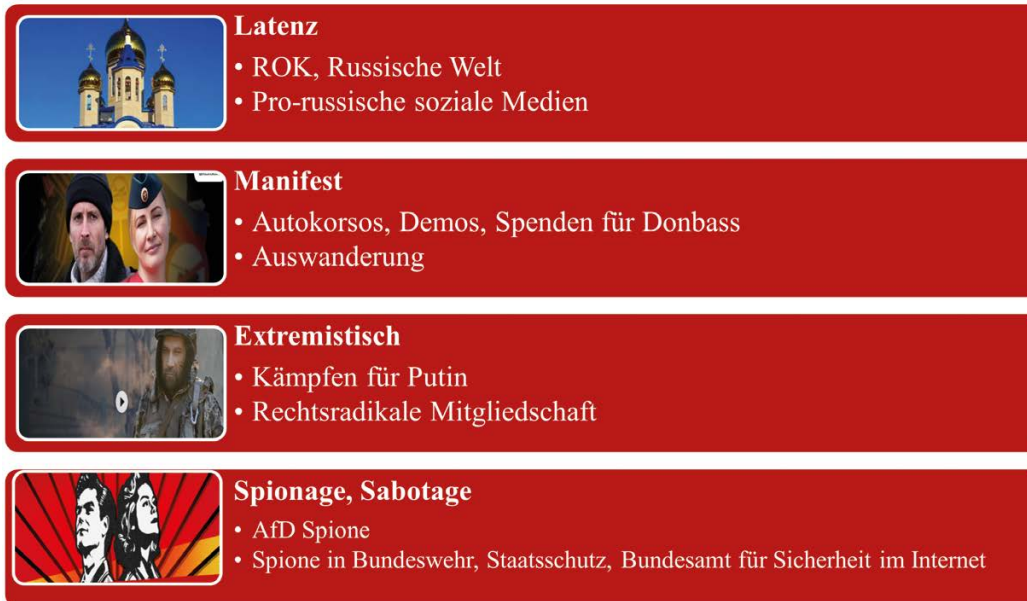 Latenz
• ROK, Russische Welt
• Pro-russische soziale Medien
Manifest
• Autokorsos, Demos, Spenden für Donbass
• Auswanderung
Extremistisch
• Kämpfen für Putin
• Rechtsradikale Mitgliedschaft
Spionage, Sabotage
• AfD Spione
• Spione in Bundeswehr, Staatsschutz, Bundesamt für Sicherheit im Internet